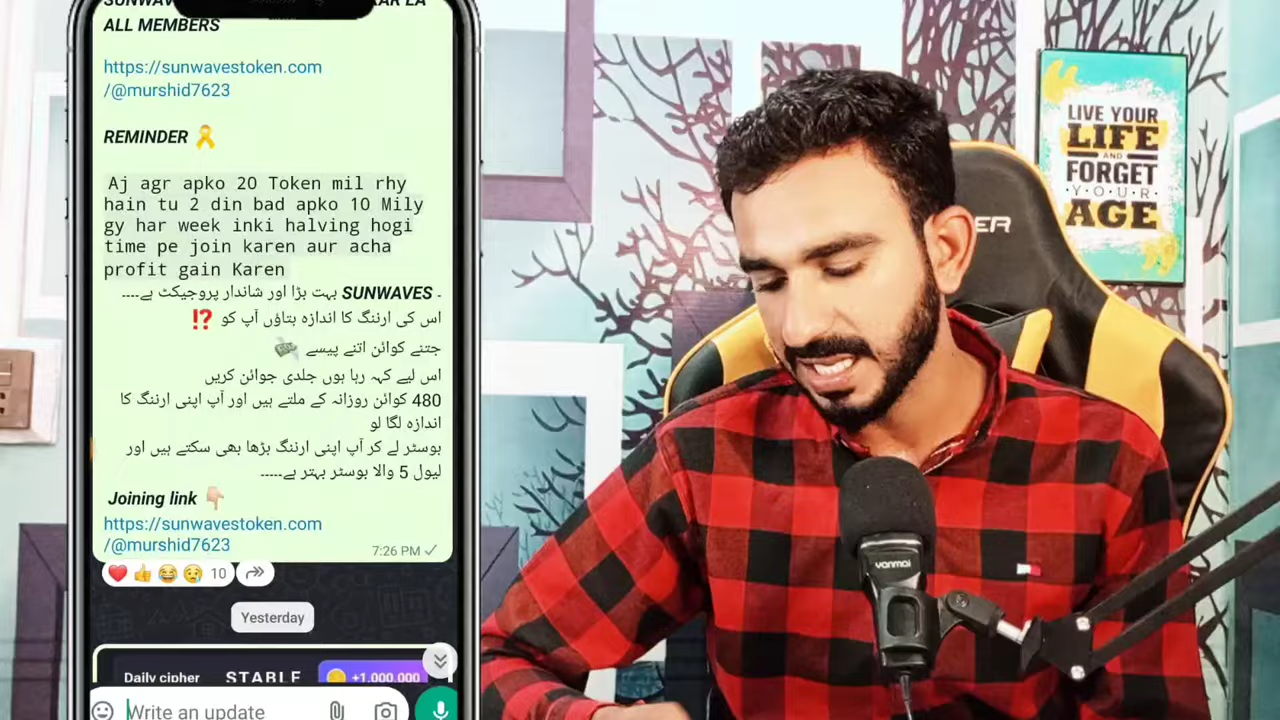 ALL MEMBERS
https://sunwavestoken.com
/@murshid7623
REMINDER
Aj agr apko 20 Token mil rhy
hain tu 2 din bad apko 10 Mily
gy har week inki halving hogi
time pe join karen aur acha
profit gain Karen
۔ SUNWAVES بہت بڑا اور شاندار پروجیکٹ ہے۔۔۔۔
اس کی ارننگ کا اندازہ بتاؤں آپ کو ⁉️
جتنے کوائن اتنے پیسے
اس لیے کہہ رہا ہوں جلدی جوائن کریں
480 کوائن روزانہ کے ملتے ہیں اور آپ اپنی ارننگ کا
اندازہ لگا لو
بوسٹر لے کر آپ اپنی ارننگ بڑھا بھی سکتے ہیں اور
لیول 5 والا بوسٹر بہتر ہے۔۔۔۔۔
Joining link
https://sunwavestoken.com
/@murshid7623
7:26 PM
10
Yesterday
Daily cipher STABLE +1,000,000
Write an update
LIVE YOUR
LIFE
AND
FORGET
·Y·O·U·R·
AGE
ER
vanmai